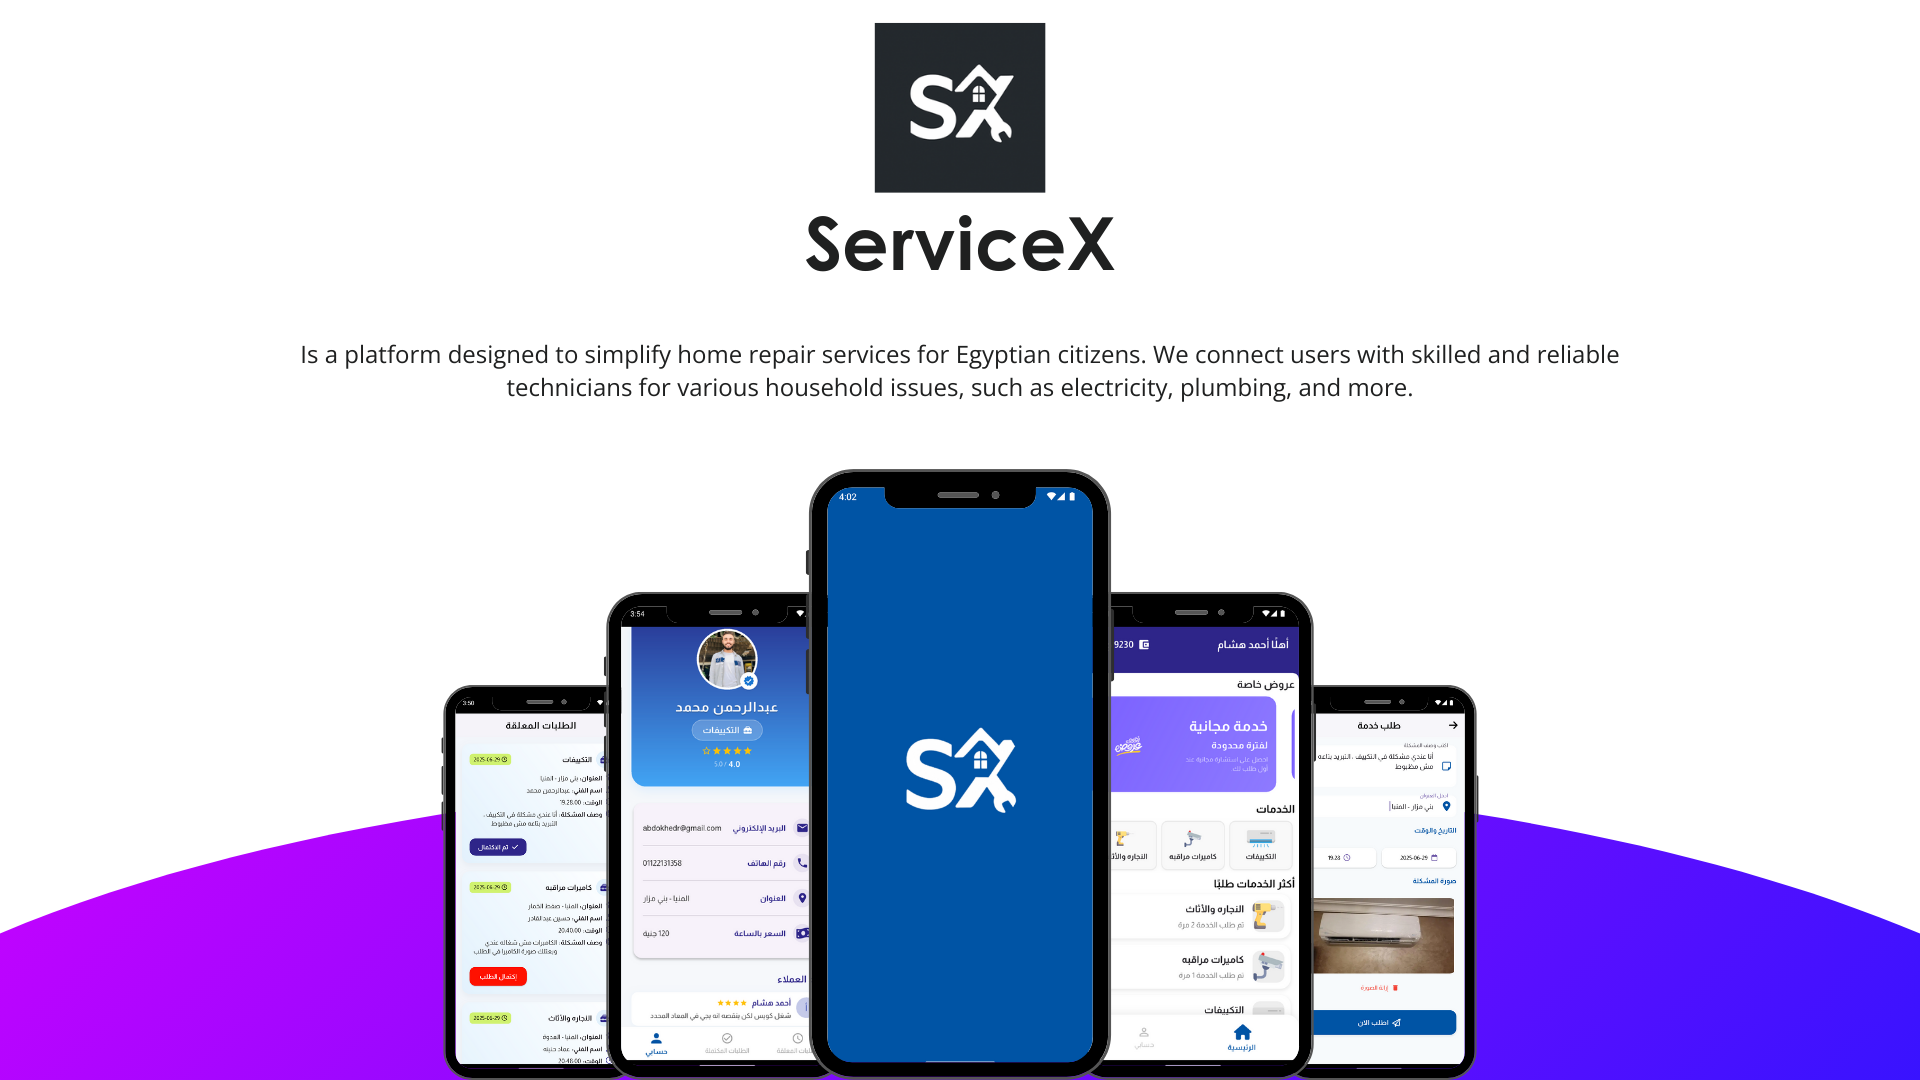 SX
ServiceX
Is a platform designed to simplify home repair services for Egyptian citizens. We connect users with skilled and reliable
technicians for various household issues, such as electricity, plumbing, and more.
4:02
SX
3:50
الطلبات المعلقة
التكييفات
2025-06-29
العنوان: بني مزار - المنيا
اسم الفني: عبدالرحمن محمد
الوقت: 19:28:00
وصف المشكلة: أنا عندي مشكلة في التكييف ،
التبريد بتاعه مش مظبوط
تم الاكتمال
كاميرات مراقبه
2025-06-29
العنوان: المنيا - صفط الخمار
اسم الفني: حسين عبدالقادر
الوقت: 20:40:00
وصف المشكلة: الكاميرات مش شغاله عندي
وبعتلك صورة الكاميرا في الطلب
إكتمال الطلب
النجاره والأثاث
2025-06-29
العنوان: المنيا - العدوة
اسم الفني: عماد
الوقت: 20:48:00
3:54
عبدالرحمن محمد
التكييفات
4.0 / 5.0
البريد الإلكتروني
abdokhedr@gmail.com
رقم الهاتف
01122131358
العنوان
المنيا - بني مزار
السعر بالساعة
120 جنية
العملاء
أحمد هشام
أ
شغل كويس لكن ينقصه انه يجي في المعاد المحدد
حسابي
الطلبات المكتملة
الطلبات المعلقة
أهلًا أحمد هشام
9230
عروض خاصة
خدمة مجانية
لفترة محدودة
احصل على استشارة مجانية عند
أول طلب لك
الخدمات
التكييفات
كاميرات مراقبه
النجاره والأثاث
أكثر الخدمات طلبًا
النجاره والأثاث
تم طلب الخدمة 2 مرة
كاميرات مراقبه
تم طلب الخدمة 1 مرة
التكييفات
الرئيسية
حسابي
طلب خدمة
اكتب وصف المشكلة
أنا عندي مشكلة في التكييف ، التبريد بتاعه
مش مظبوط
ادخل العنوان
بني مزار - المنيا
التاريخ والوقت
2025-06-29
19:28
صورة المشكلة
إزالة الصورة
اطلب الان